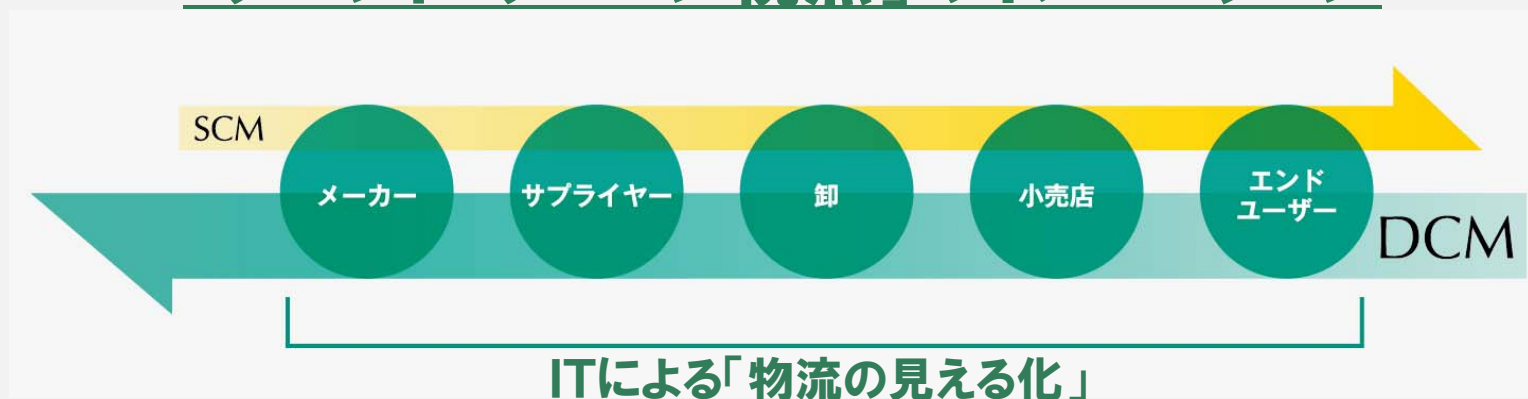 SCM
メーカー
サプライヤー
卸
小売店
エンド
ユーザー
DCM
ITによる「物流の見える化」